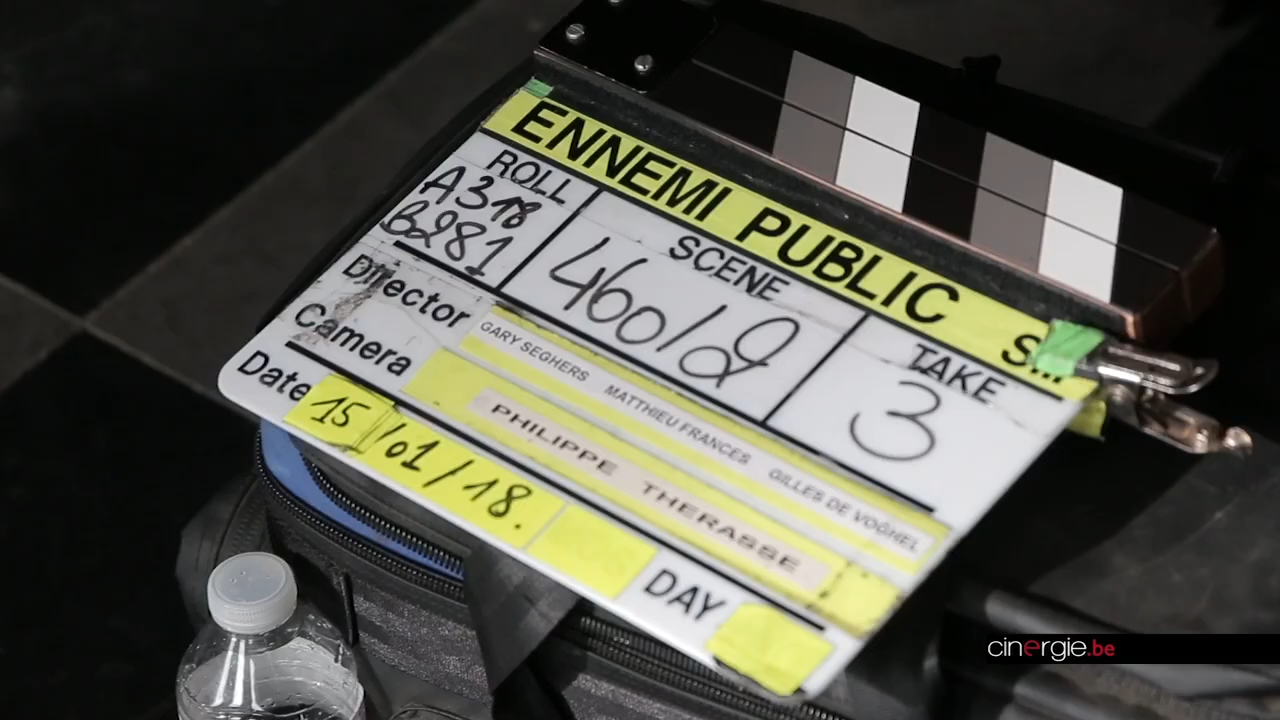 ENNEMI PUBLIC
ROLL
A318
B281
SCENE
460/2
TAKE
3
Director
GARY SEGHERS MATTHIEU FRANCES GILLES DE VOGHEL
Camera
PHILIPPE THERASSE
Date 15/01/18.
DAY
cinergie.be